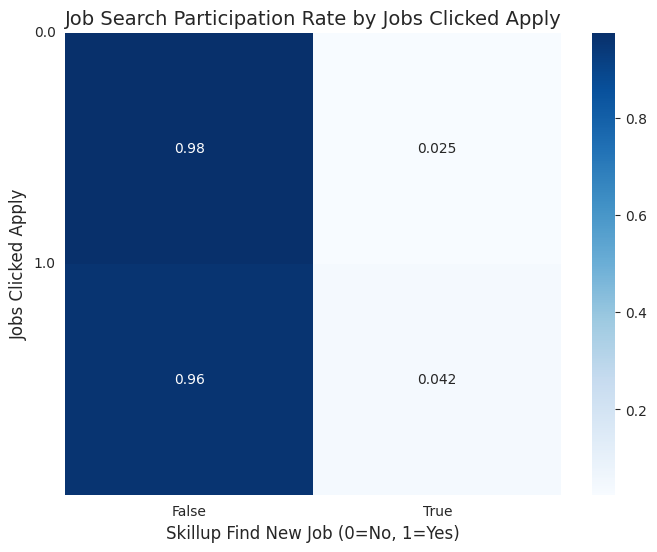 Job Search Participation Rate by Jobs Clicked Apply
0.0
1.0
Jobs Clicked Apply
0.98
0.025
0.96
0.042
False
True
Skillup Find New Job (0=No, 1=Yes)
0.8
0.6
0.4
0.2